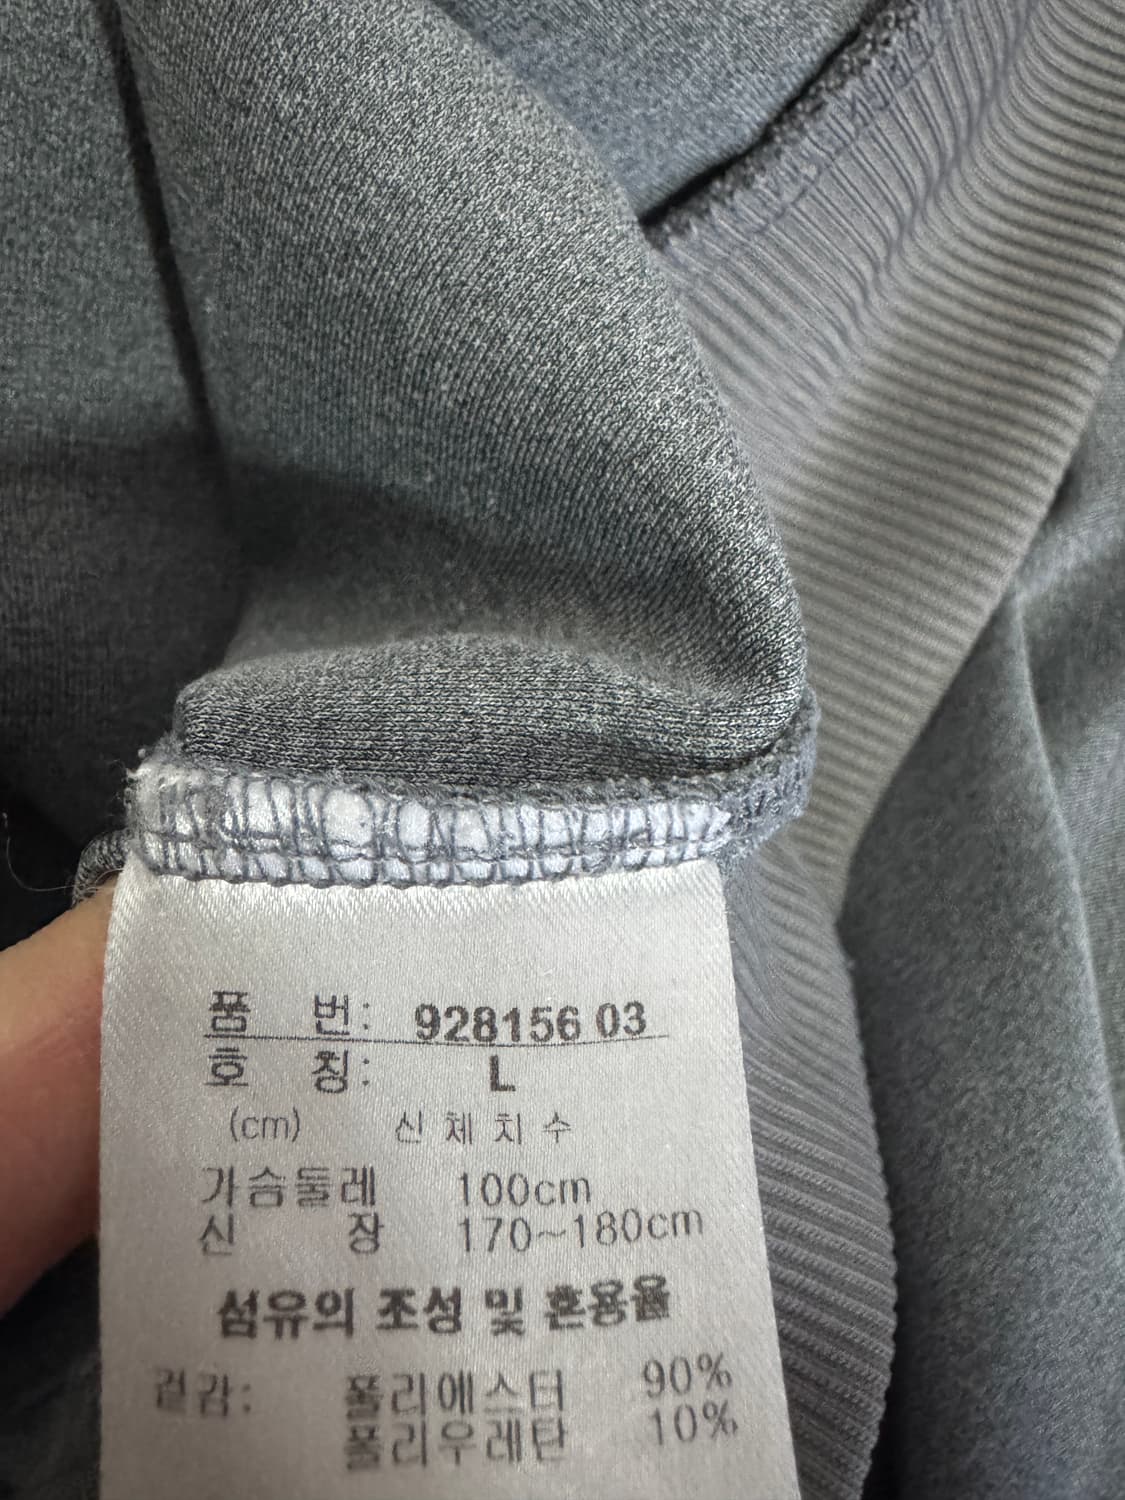 품 번: 928156 03
호 칭: L
(cm) 신 체 치 수
가슴둘레 100cm
신 장 170~180cm
섬유의 조성 및 혼용율
겉감: 폴리에스터 90%
폴리우레탄 10%